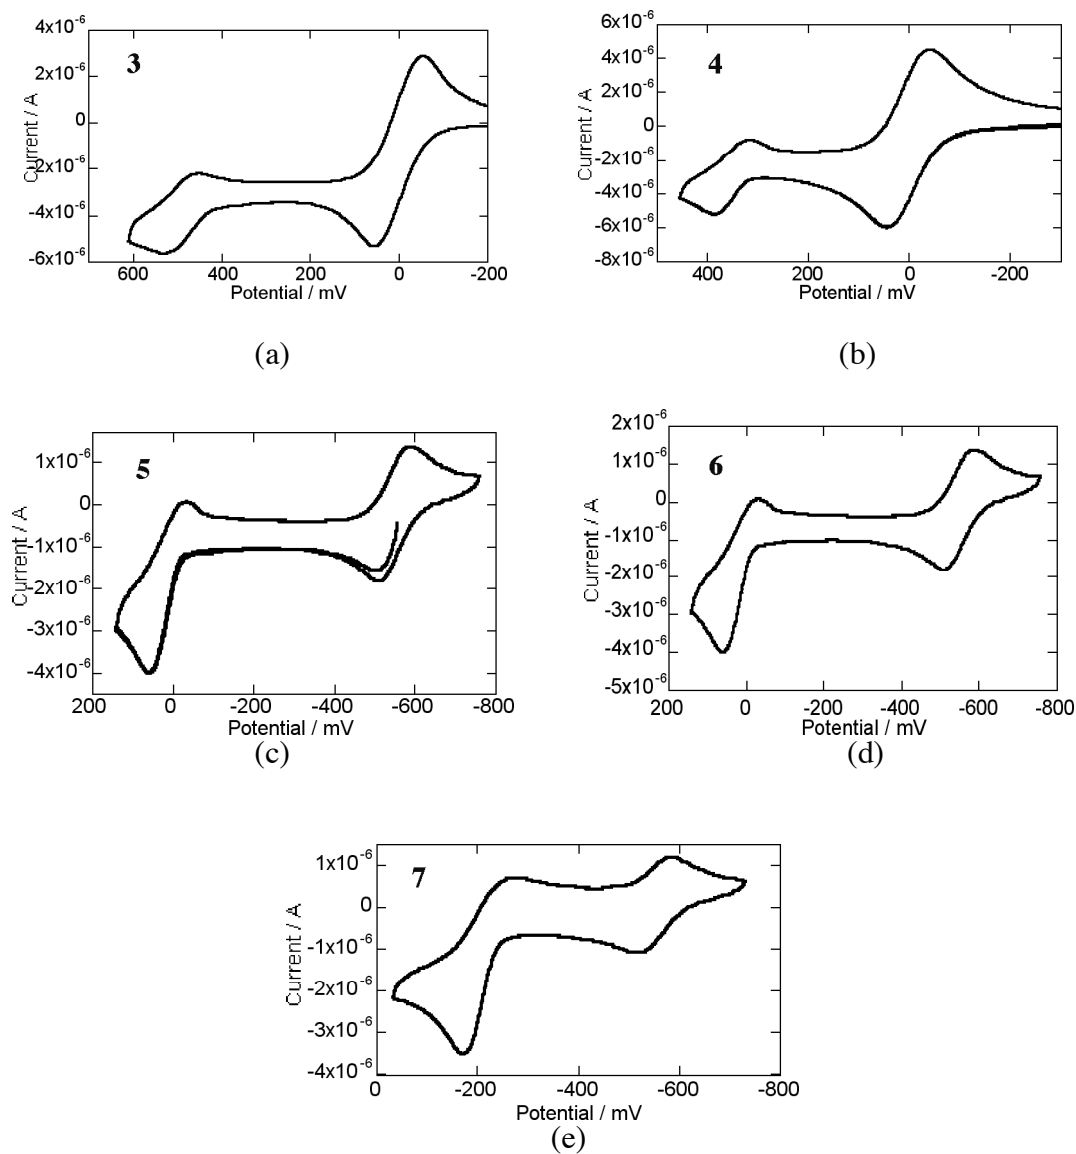 4x10⁻⁶
2x10⁻⁶
0
-2x10⁻⁶
-4x10⁻⁶
-6x10⁻⁶
Current / A
3
600 400 200 0 -200
Potential / mV
(a)
6x10⁻⁶
4x10⁻⁶
2x10⁻⁶
0
-2x10⁻⁶
-4x10⁻⁶
-6x10⁻⁶
-8x10⁻⁶
Current / A
4
400 200 0 -200
Potential / mV
(b)
1x10⁻⁶
0
-1x10⁻⁶
-2x10⁻⁶
-3x10⁻⁶
-4x10⁻⁶
Current / A
5
200 0 -200 -400 -600 -800
Potential / mV
(c)
2x10⁻⁶
1x10⁻⁶
0
-1x10⁻⁶
-2x10⁻⁶
-3x10⁻⁶
-4x10⁻⁶
-5x10⁻⁶
Current / A
6
200 0 -200 -400 -600 -800
Potential / mV
(d)
1x10⁻⁶
0
-1x10⁻⁶
-2x10⁻⁶
-3x10⁻⁶
-4x10⁻⁶
Current / A
7
0 -200 -400 -600 -800
Potential / mV
(e)